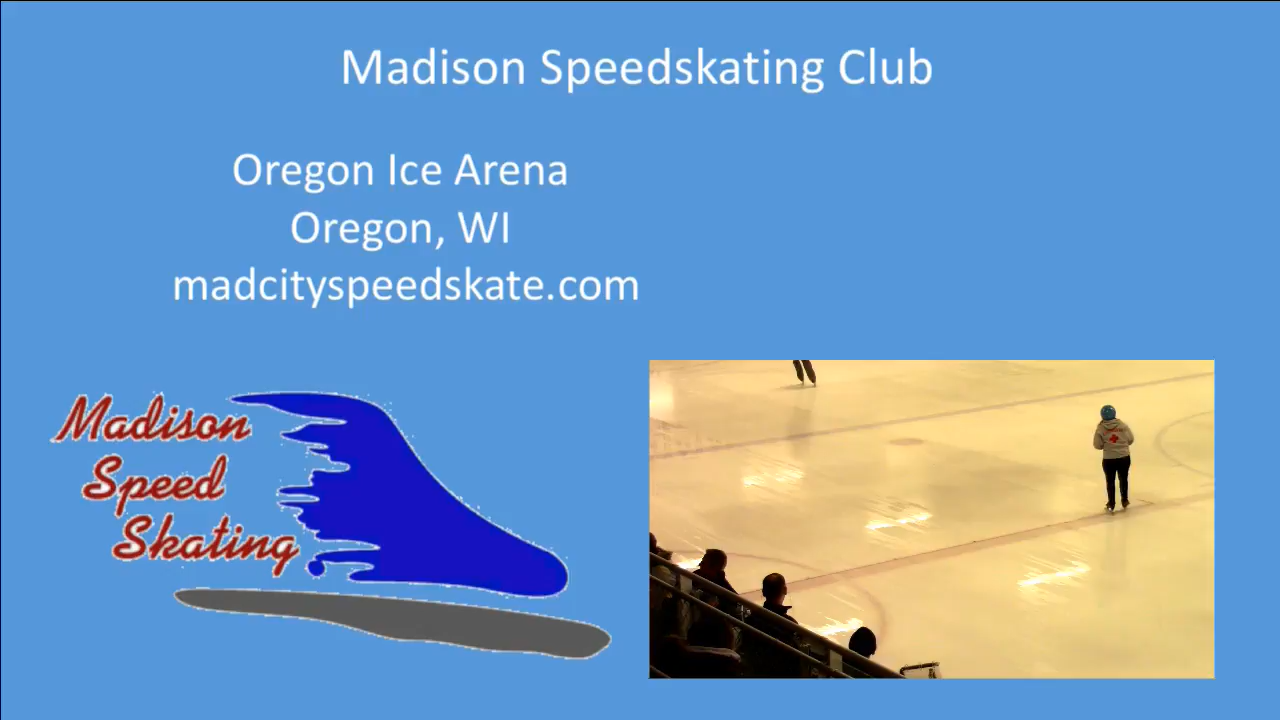 Madison Speedskating Club
Oregon Ice Arena
Oregon, WI
madcityspeedskate.com
Madison
Speed
Skating